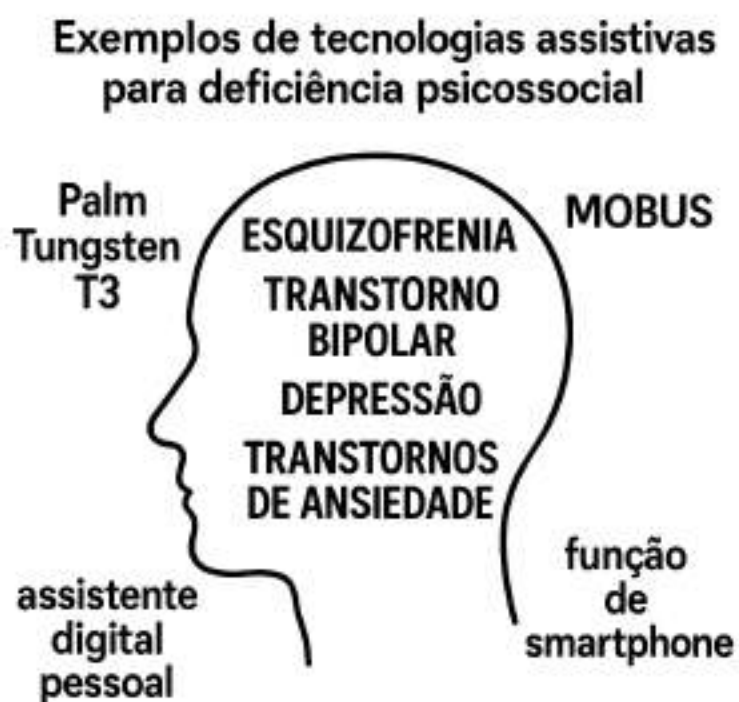 Exemplos de tecnologias assistivas
para deficiência psicossocial
Palm
Tungsten
T3
MOBUS
ESQUIZOFRENIA
TRANSTORNO
BIPOLAR
DEPRESSÃO
TRANSTORNOS
DE ANSIEDADE
assistente
digital
pessoal
função
de
smartphone